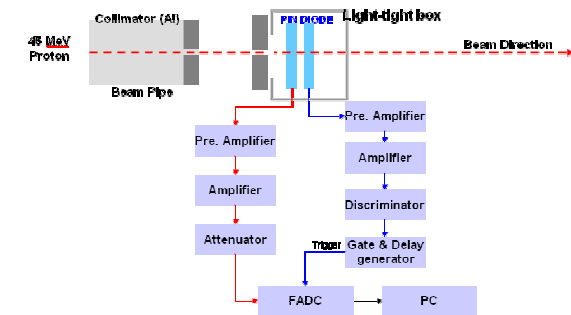 Collimator (Al)
PIN DIODE
Light-tight box
45 MeV
Proton
Beam Direction
Beam Pipe
Pre. Amplifier
Pre. Amplifier
Amplifier
Amplifier
Discriminator
Attenuator
Trigger
Gate & Delay
generator
FADC
PC